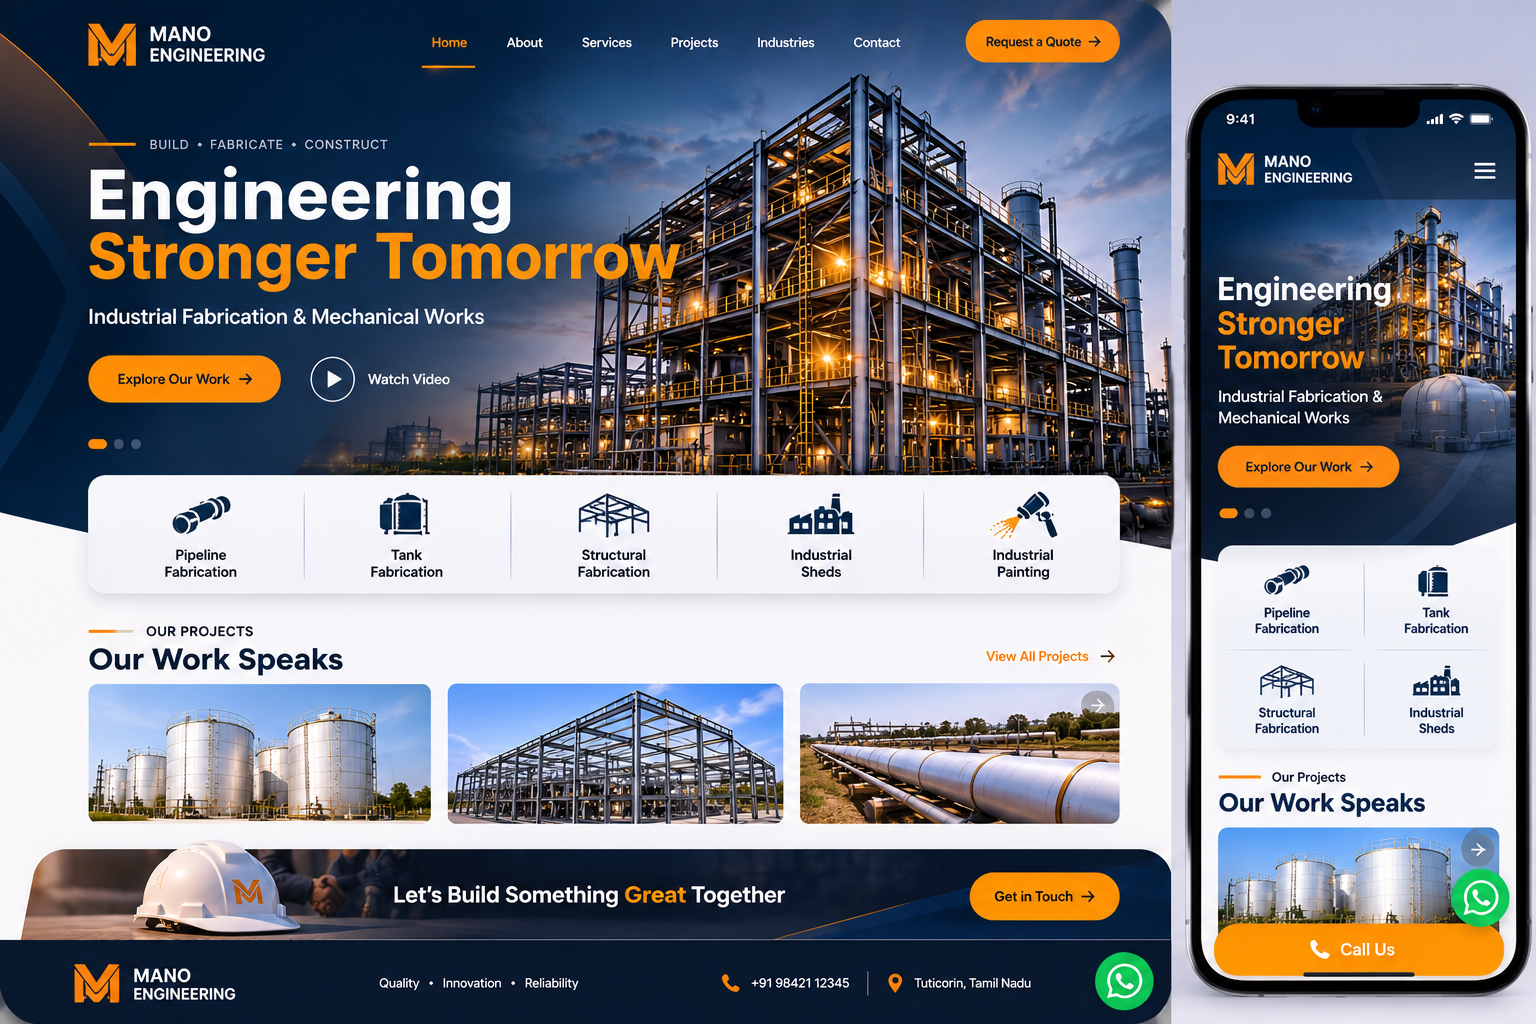 MANO
ENGINEERING
Home
About
Services
Projects
Industries
Contact
Request a Quote
BUILD • FABRICATE • CONSTRUCT
Engineering
Stronger Tomorrow
Industrial Fabrication & Mechanical Works
Explore Our Work
Watch Video
Pipeline
Fabrication
Tank
Fabrication
Structural
Fabrication
Industrial
Sheds
Industrial
Painting
OUR PROJECTS
Our Work Speaks
View All Projects
Let's Build Something Great Together
Get in Touch
MANO
ENGINEERING
Quality • Innovation • Reliability
+91 98421 12345
Tuticorin, Tamil Nadu
9:41
MANO
ENGINEERING
Engineering
Stronger
Tomorrow
Industrial Fabrication &
Mechanical Works
Explore Our Work
Pipeline
Fabrication
Tank
Fabrication
Structural
Fabrication
Industrial
Sheds
Our Projects
Our Work Speaks
Call Us